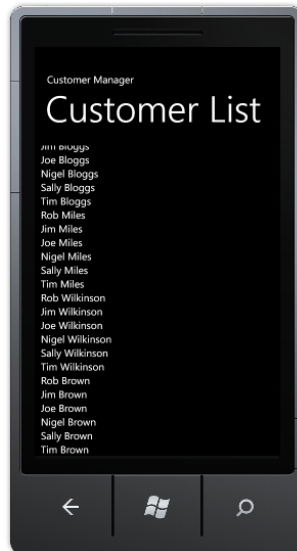 Customer Manager
Customer List
Jim Bloggs
Joe Bloggs
Nigel Bloggs
Sally Bloggs
Tim Bloggs
Rob Miles
Jim Miles
Joe Miles
Nigel Miles
Sally Miles
Tim Miles
Rob Wilkinson
Jim Wilkinson
Joe Wilkinson
Nigel Wilkinson
Sally Wilkinson
Tim Wilkinson
Rob Brown
Jim Brown
Joe Brown
Nigel Brown
Sally Brown
Tim Brown